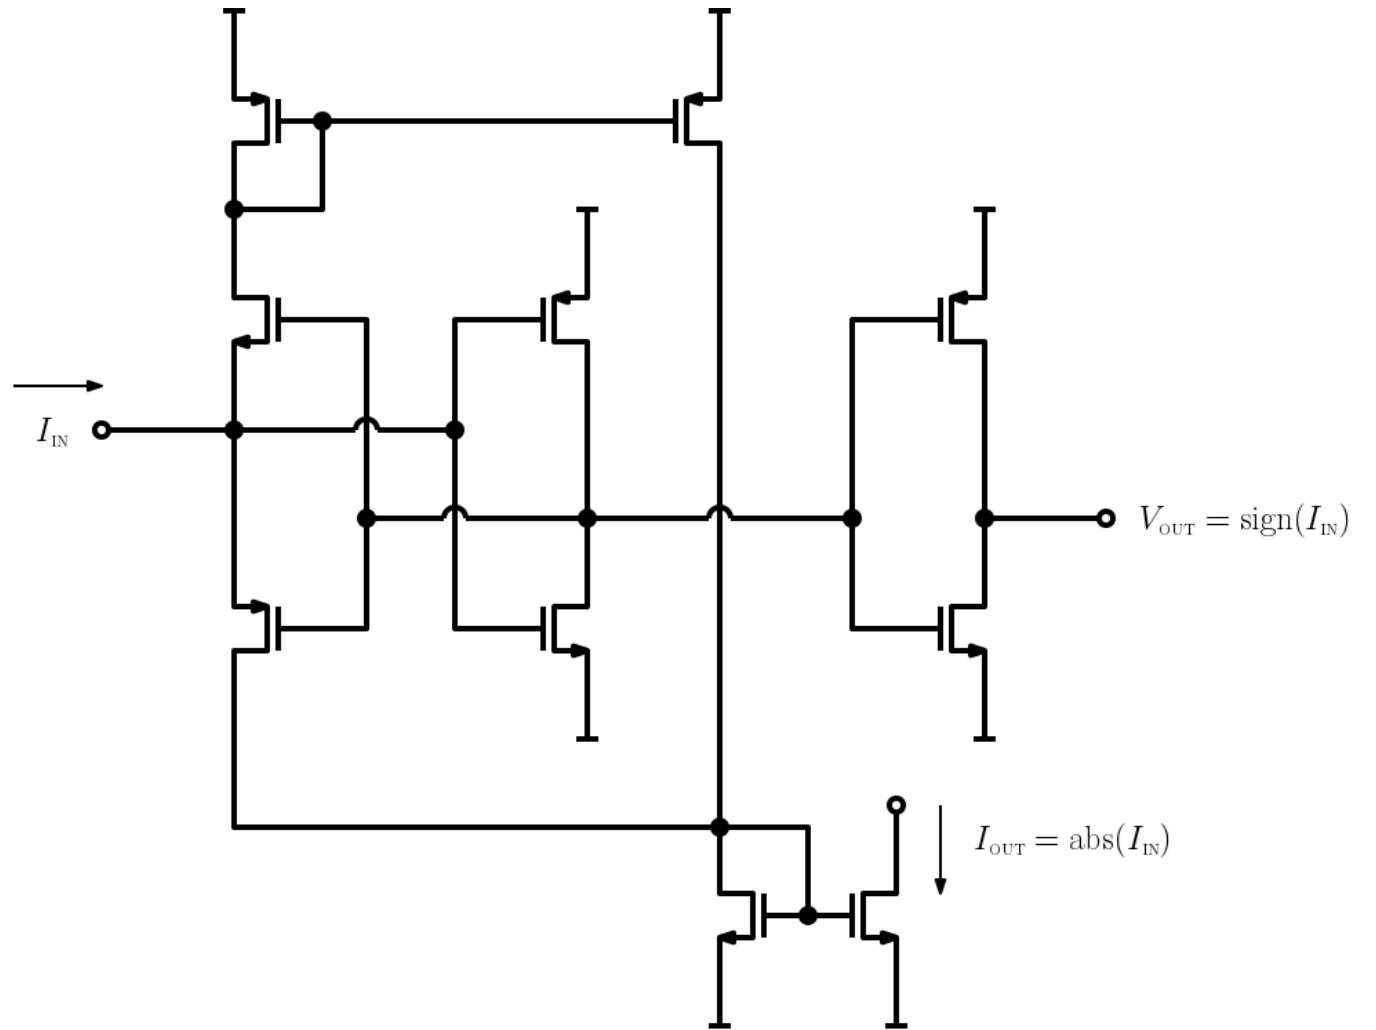 I_IN
V_OUT = sign(I_IN)
I_OUT = abs(I_IN)